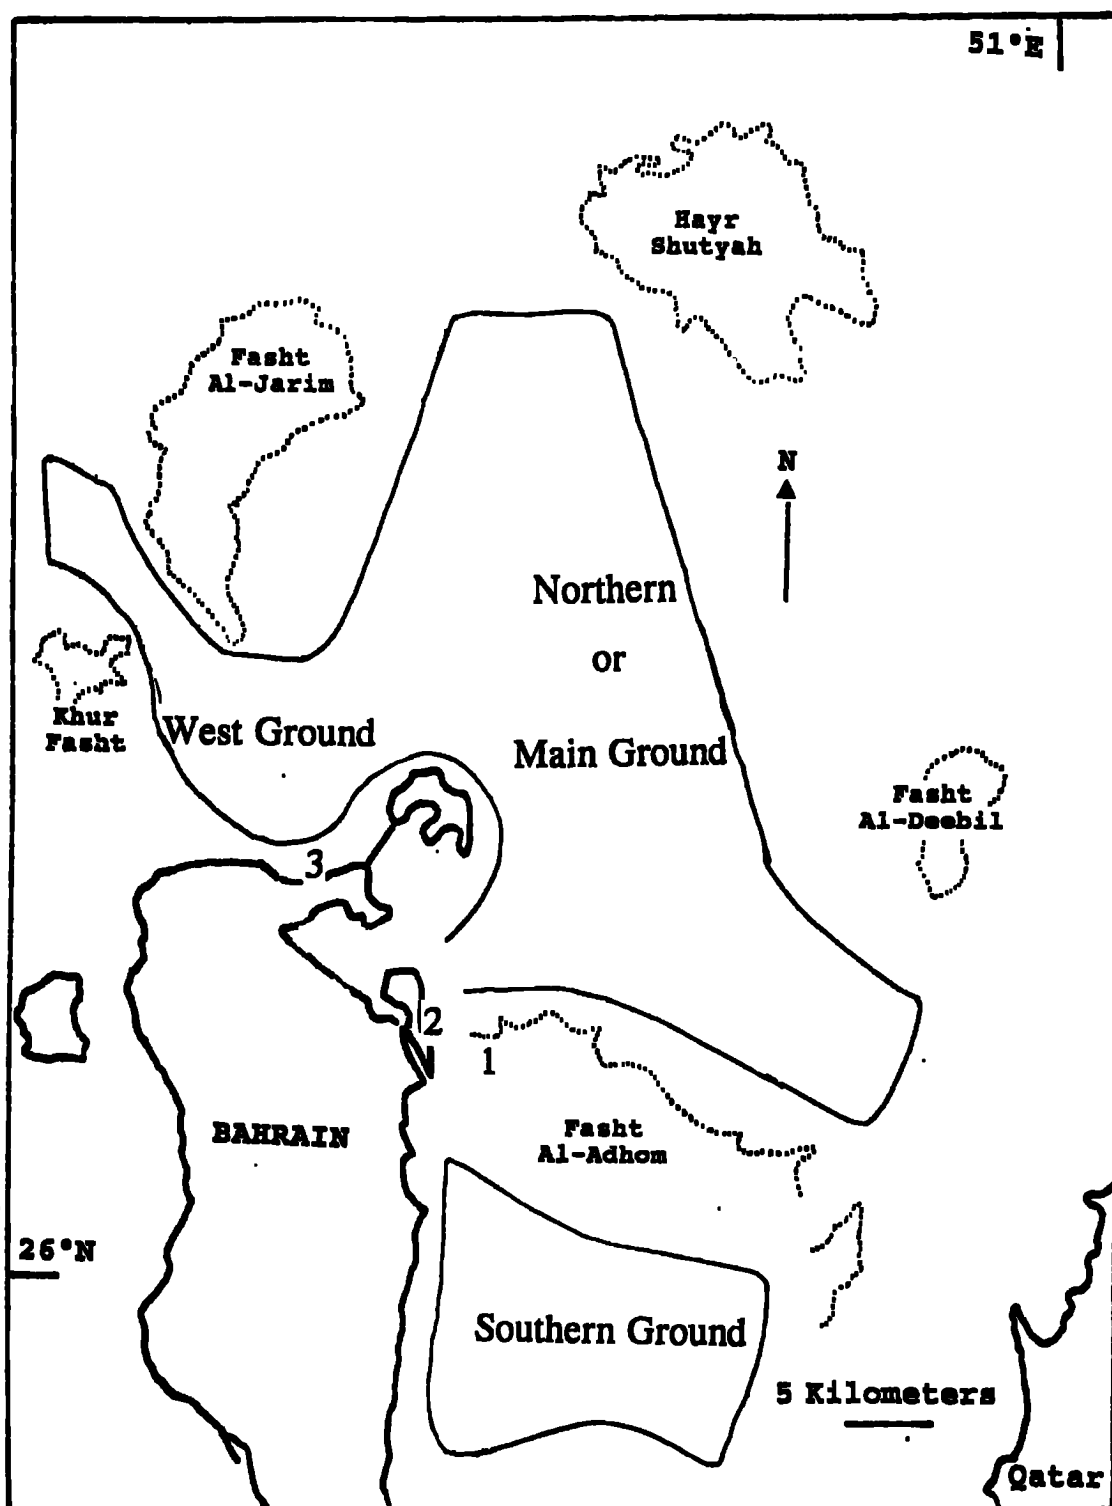 51°E
Hayr
Shutyah
Fasht
Al-Jarim
N
Northern
or
Main Ground
Khur
Fasht
West Ground
Fasht
Al-Deebil
3
2
1
BAHRAIN
Fasht
Al-Adhom
26°N
Southern Ground
5 Kilometers
Qatar